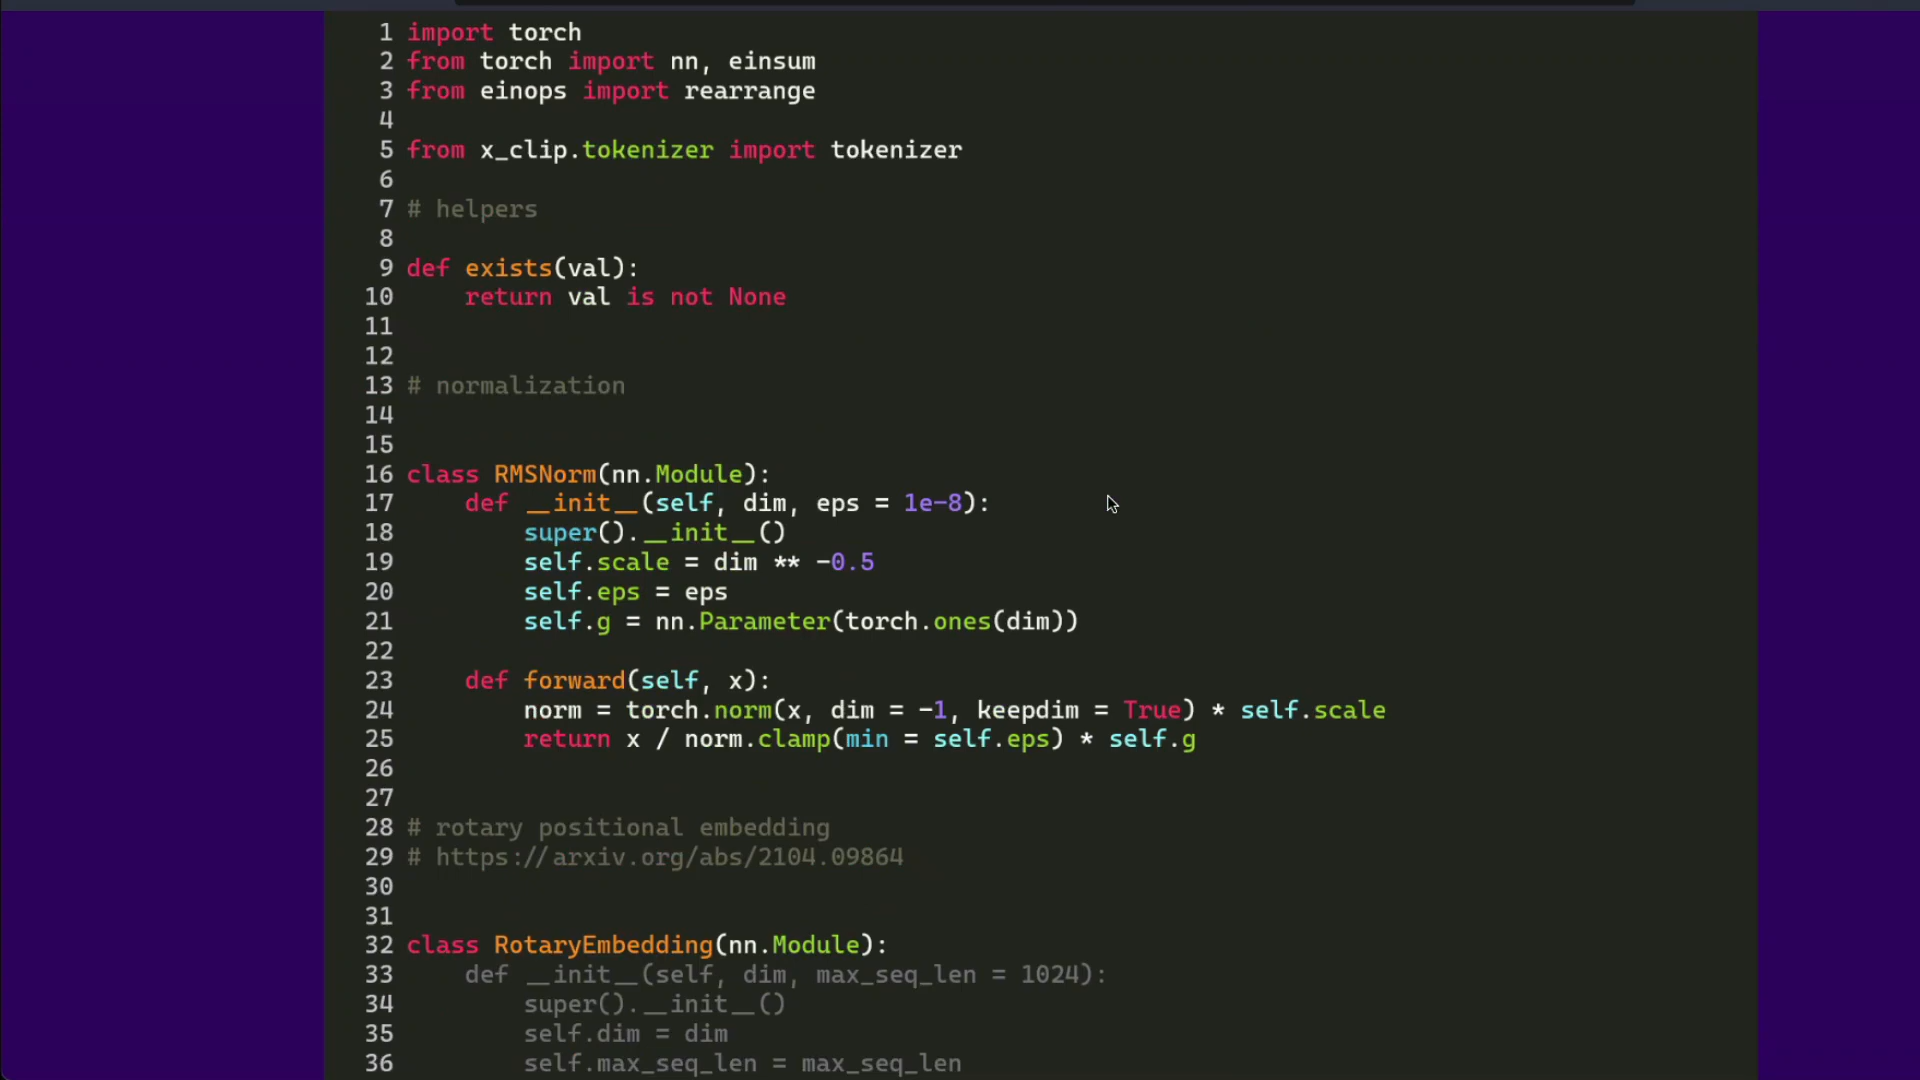 1 import torch
2 from torch import nn, einsum
3 from einops import rearrange
4
5 from x_clip.tokenizer import tokenizer
6
7 # helpers
8
9 def exists(val):
10     return val is not None
11
12
13 # normalization
14
15
16 class RMSNorm(nn.Module):
17     def __init__(self, dim, eps = 1e-8):
18         super().__init__()
19         self.scale = dim ** -0.5
20         self.eps = eps
21         self.g = nn.Parameter(torch.ones(dim))
22
23     def forward(self, x):
24         norm = torch.norm(x, dim = -1, keepdim = True) * self.scale
25         return x / norm.clamp(min = self.eps) * self.g
26
27
28 # rotary positional embedding
29 # https://arxiv.org/abs/2104.09864
30
31
32 class RotaryEmbedding(nn.Module):
33     def __init__(self, dim, max_seq_len = 1024):
34         super().__init__()
35         self.dim = dim
36         self.max_seq_len = max_seq_len